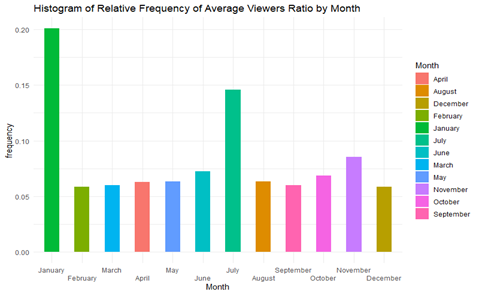 Histogram of Relative Frequency of Average Viewers Ratio by Month
0.20
0.15
0.10
0.05
0.00
frequency
January
February
March
April
May
June
July
August
September
October
November
December
Month
Month
April
August
December
February
January
July
June
March
May
November
October
September